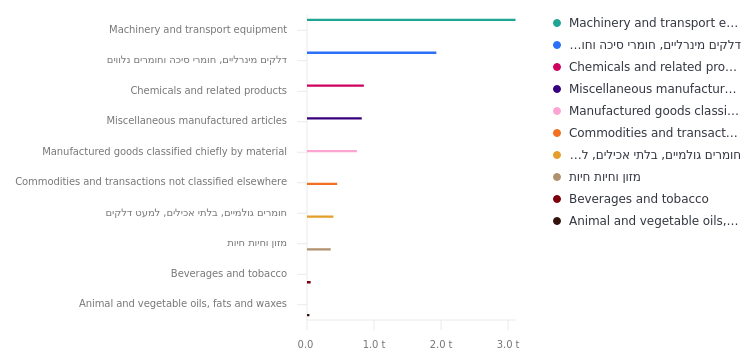 Machinery and transport equipment
דלקים מינרליים, חומרי סיכה וחומרים נלווים
Chemicals and related products
Miscellaneous manufactured articles
Manufactured goods classified chiefly by material
Commodities and transactions not classified elsewhere
חומרים גולמיים, בלתי אכילים, למעט דלקים
מזון וחיות חיות
Beverages and tobacco
Animal and vegetable oils, fats and waxes
0.0
1.0 t
2.0 t
3.0 t
Machinery and transport e...
דלקים מינרליים, חומרי סיכה וחו...
Chemicals and related pro...
Miscellaneous manufactur...
Manufactured goods classi...
Commodities and transact...
חומרים גולמיים, בלתי אכילים, ל...
מזון וחיות חיות
Beverages and tobacco
Animal and vegetable oils,...